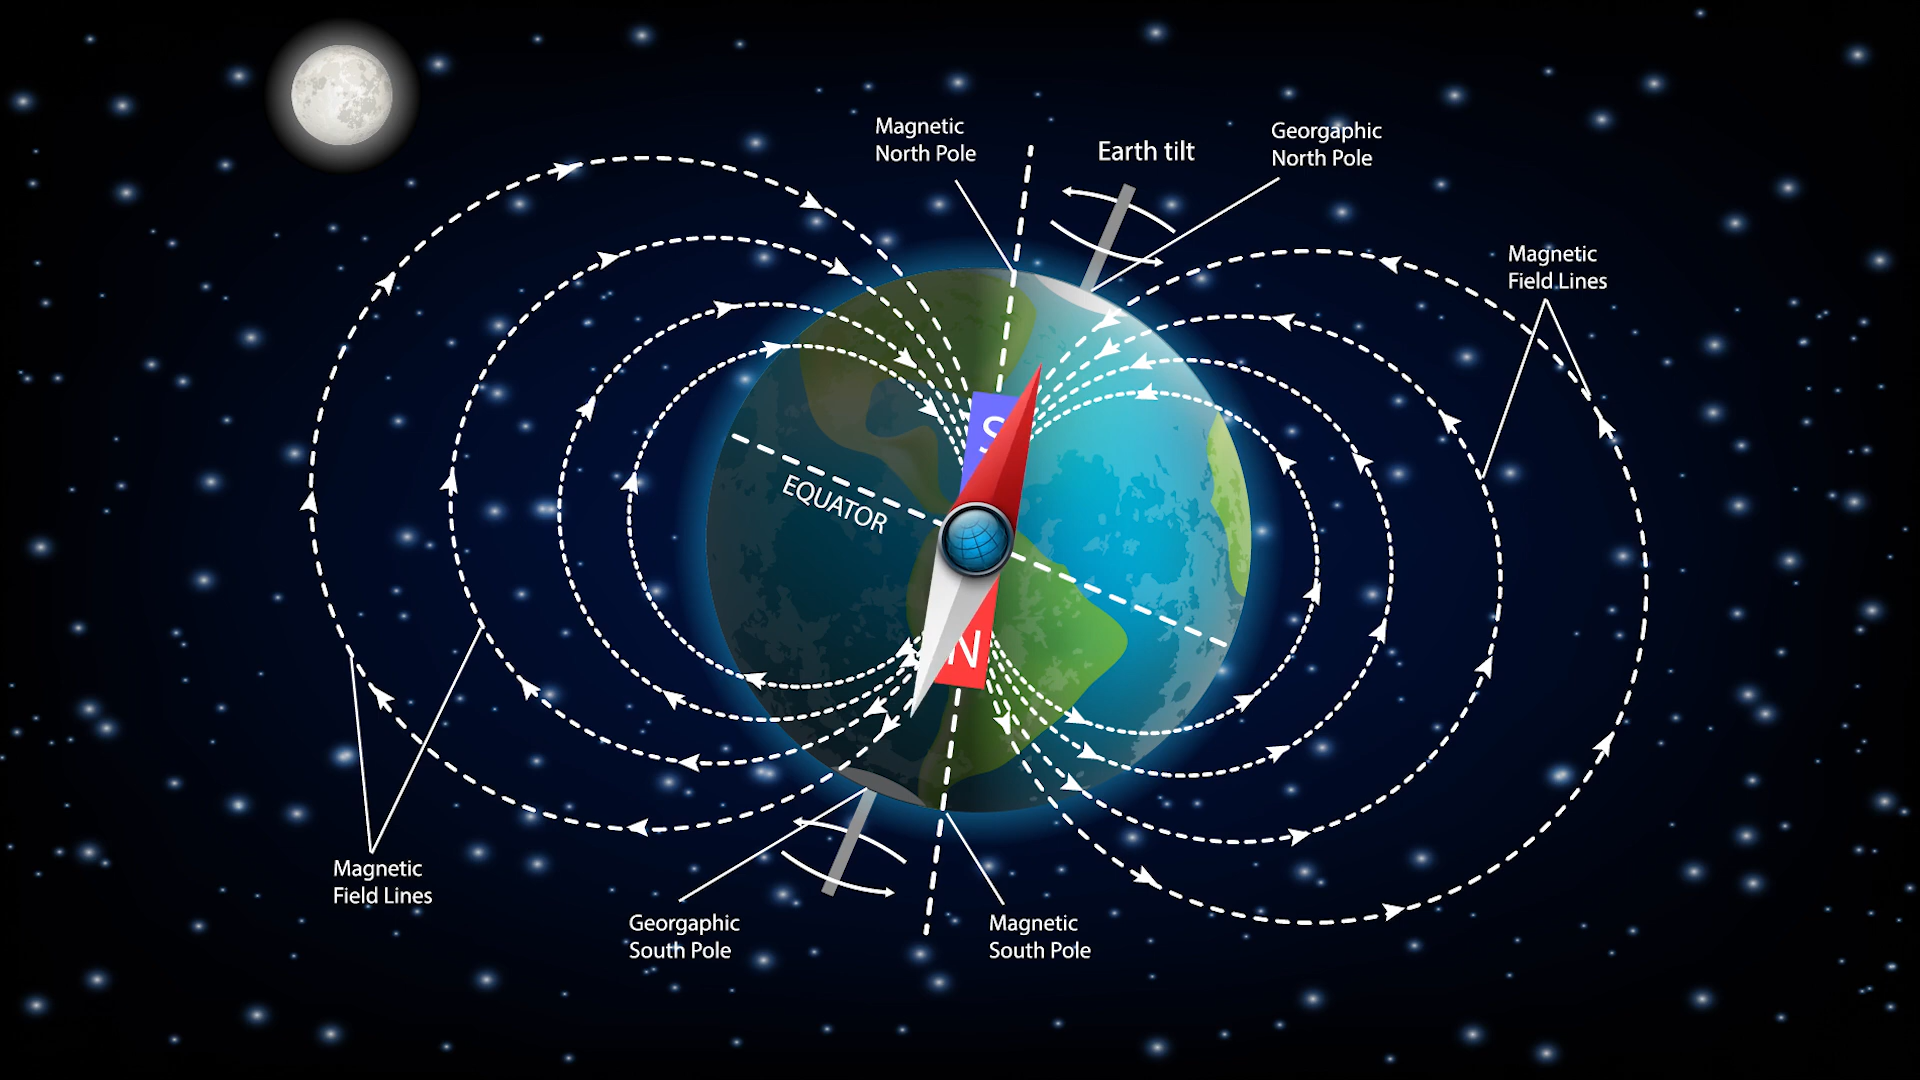 Magnetic
North Pole
Earth tilt
Georgaphic
North Pole
Magnetic
Field Lines
S
EQUATOR
N
Magnetic
Field Lines
Georgaphic
South Pole
Magnetic
South Pole